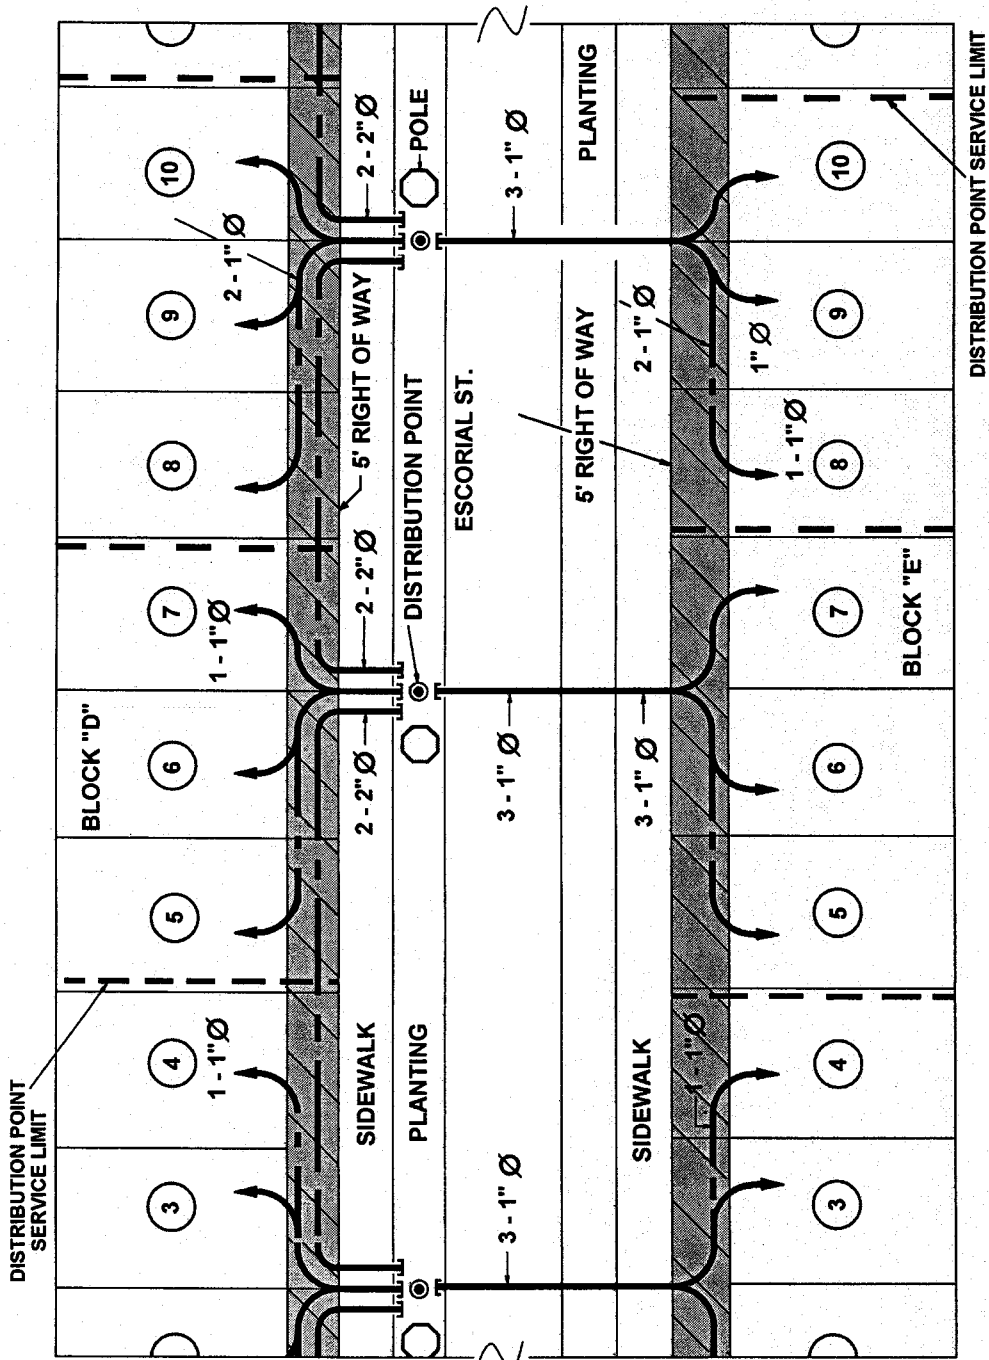 DISTRIBUTION POINT
SERVICE LIMIT
BLOCK "D"
3
4
5
6
7
8
9
10
1 - 1" Ø
1 - 1" Ø
2 - 1" Ø
SIDEWALK
2 - 2" Ø
2 - 2" Ø
5' RIGHT OF WAY
2 - 2" Ø
PLANTING
DISTRIBUTION POINT
POLE
ESCORIAL ST.
3 - 1" Ø
3 - 1" Ø
3 - 1" Ø
5' RIGHT OF WAY
PLANTING
SIDEWALK
3 - 1" Ø
2 - 1" Ø
1 - 1" Ø
1" Ø
1 - 1" Ø
3
4
5
6
7
8
9
10
BLOCK "E"
DISTRIBUTION POINT SERVICE LIMIT